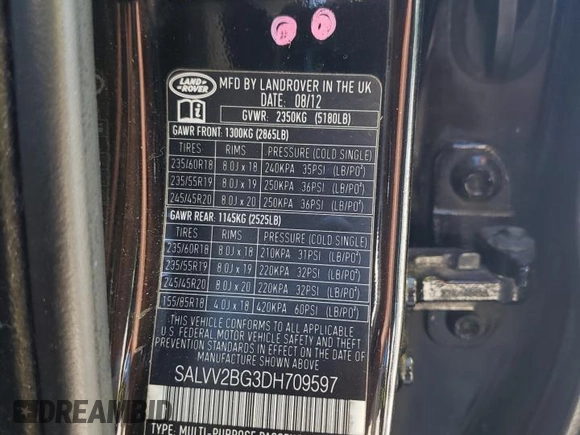 LAND-
ROVER
MFD BY LANDROVER IN THE UK
DATE: 08/12
GVWR: 2350KG (5180LB)
GAWR FRONT: 1300KG (2865LB)
TIRES RIMS PRESSURE (COLD SINGLE)
235/60R18 8.0J x 18 240KPA 35PSI (LB/PO²)
235/55R19 8.0J x 19 250KPA 36PSI (LB/PO²)
245/45R20 8.0J x 20 250KPA 36PSI (LB/PO²)
GAWR REAR: 1145KG (2525LB)
TIRES RIMS PRESSURE (COLD SINGLE)
235/60R18 8.0J x 18 210KPA 31PSI (LB/PO²)
235/55R19 8.0J x 19 220KPA 32PSI (LB/PO²)
245/45R20 8.0J x 20 220KPA 32PSI (LB/PO²)
155/85R18 4.0J x 18 420KPA 60PSI (LB/PO²)
THIS VEHICLE CONFORMS TO ALL APPLICABLE
U.S. FEDERAL MOTOR VEHICLE SAFETY AND THEFT
PREVENTION STANDARDS IN EFFECT ON THE DATE OF
MANUFACTURE SHOWN ABOVE
SALVV2BG3DH709597
TYPE: MULTI-PURPOSE
DREAMBID